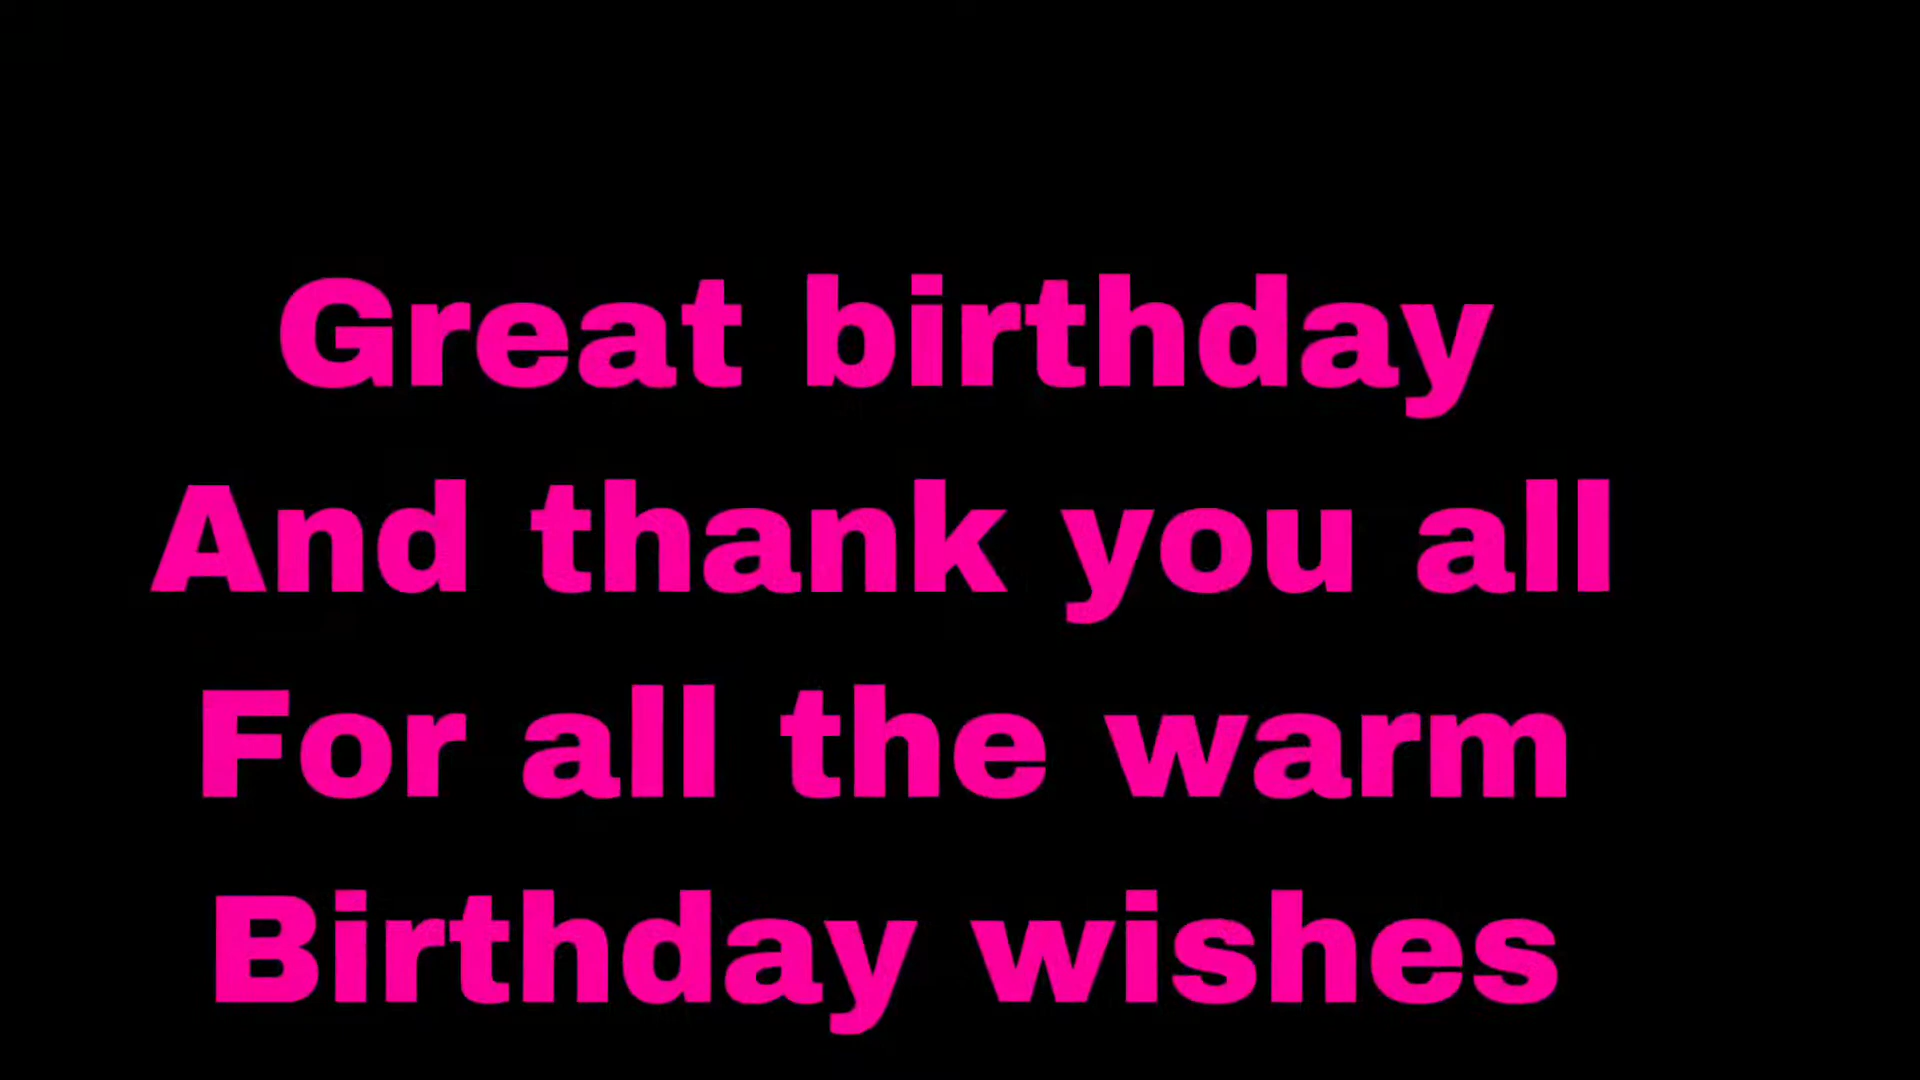 Great birthday
And thank you all
For all the warm
Birthday wishes